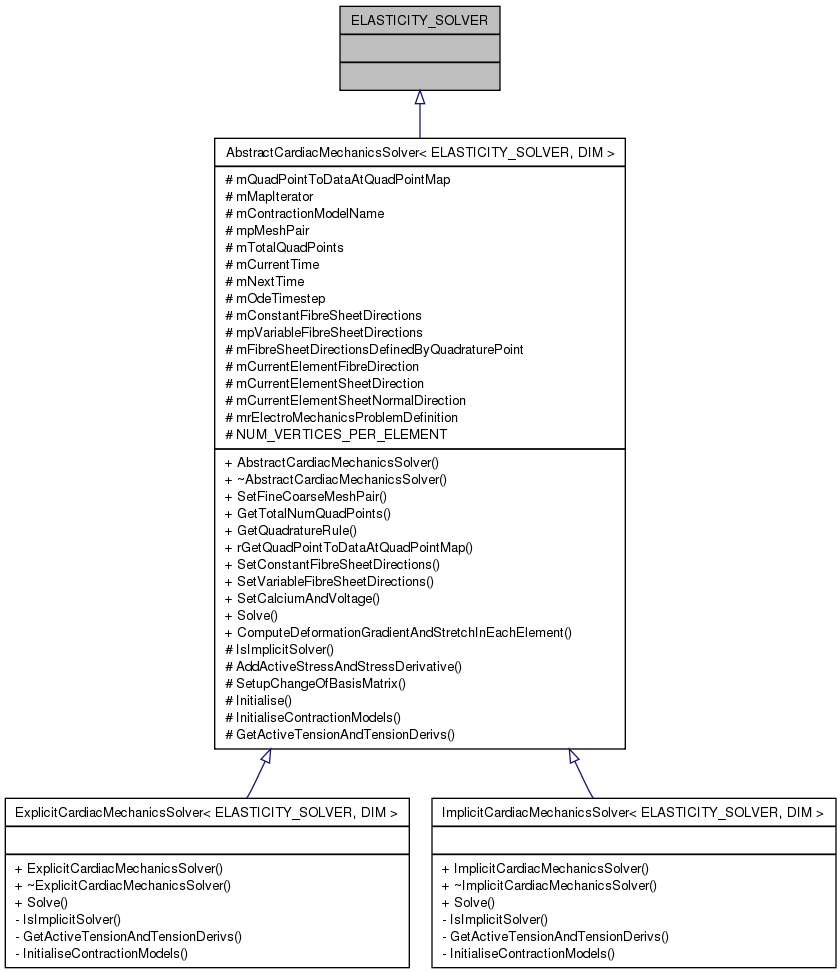 ELASTICITY_SOLVER
AbstractCardiacMechanicsSolver< ELASTICITY_SOLVER, DIM >
# mQuadPointToDataAtQuadPointMap
# mMapIterator
# mContractionModelName
# mpMeshPair
# mTotalQuadPoints
# mCurrentTime
# mNextTime
# mOdeTimestep
# mConstantFibreSheetDirections
# mpVariableFibreSheetDirections
# mFibreSheetDirectionsDefinedByQuadraturePoint
# mCurrentElementFibreDirection
# mCurrentElementSheetDirection
# mCurrentElementSheetNormalDirection
# mrElectroMechanicsProblemDefinition
# NUM_VERTICES_PER_ELEMENT
+ AbstractCardiacMechanicsSolver()
+ ~AbstractCardiacMechanicsSolver()
+ SetFineCoarseMeshPair()
+ GetTotalNumQuadPoints()
+ GetQuadratureRule()
+ rGetQuadPointToDataAtQuadPointMap()
+ SetConstantFibreSheetDirections()
+ SetVariableFibreSheetDirections()
+ SetCalciumAndVoltage()
+ Solve()
+ ComputeDeformationGradientAndStretchInEachElement()
# IsImplicitSolver()
# AddActiveStressAndStressDerivative()
# SetupChangeOfBasisMatrix()
# Initialise()
# InitialiseContractionModels()
# GetActiveTensionAndTensionDerivs()
ExplicitCardiacMechanicsSolver< ELASTICITY_SOLVER, DIM >
+ ExplicitCardiacMechanicsSolver()
+ ~ExplicitCardiacMechanicsSolver()
+ Solve()
- IsImplicitSolver()
- GetActiveTensionAndTensionDerivs()
- InitialiseContractionModels()
ImplicitCardiacMechanicsSolver< ELASTICITY_SOLVER, DIM >
+ ImplicitCardiacMechanicsSolver()
+ ~ImplicitCardiacMechanicsSolver()
+ Solve()
- IsImplicitSolver()
- GetActiveTensionAndTensionDerivs()
- InitialiseContractionModels()